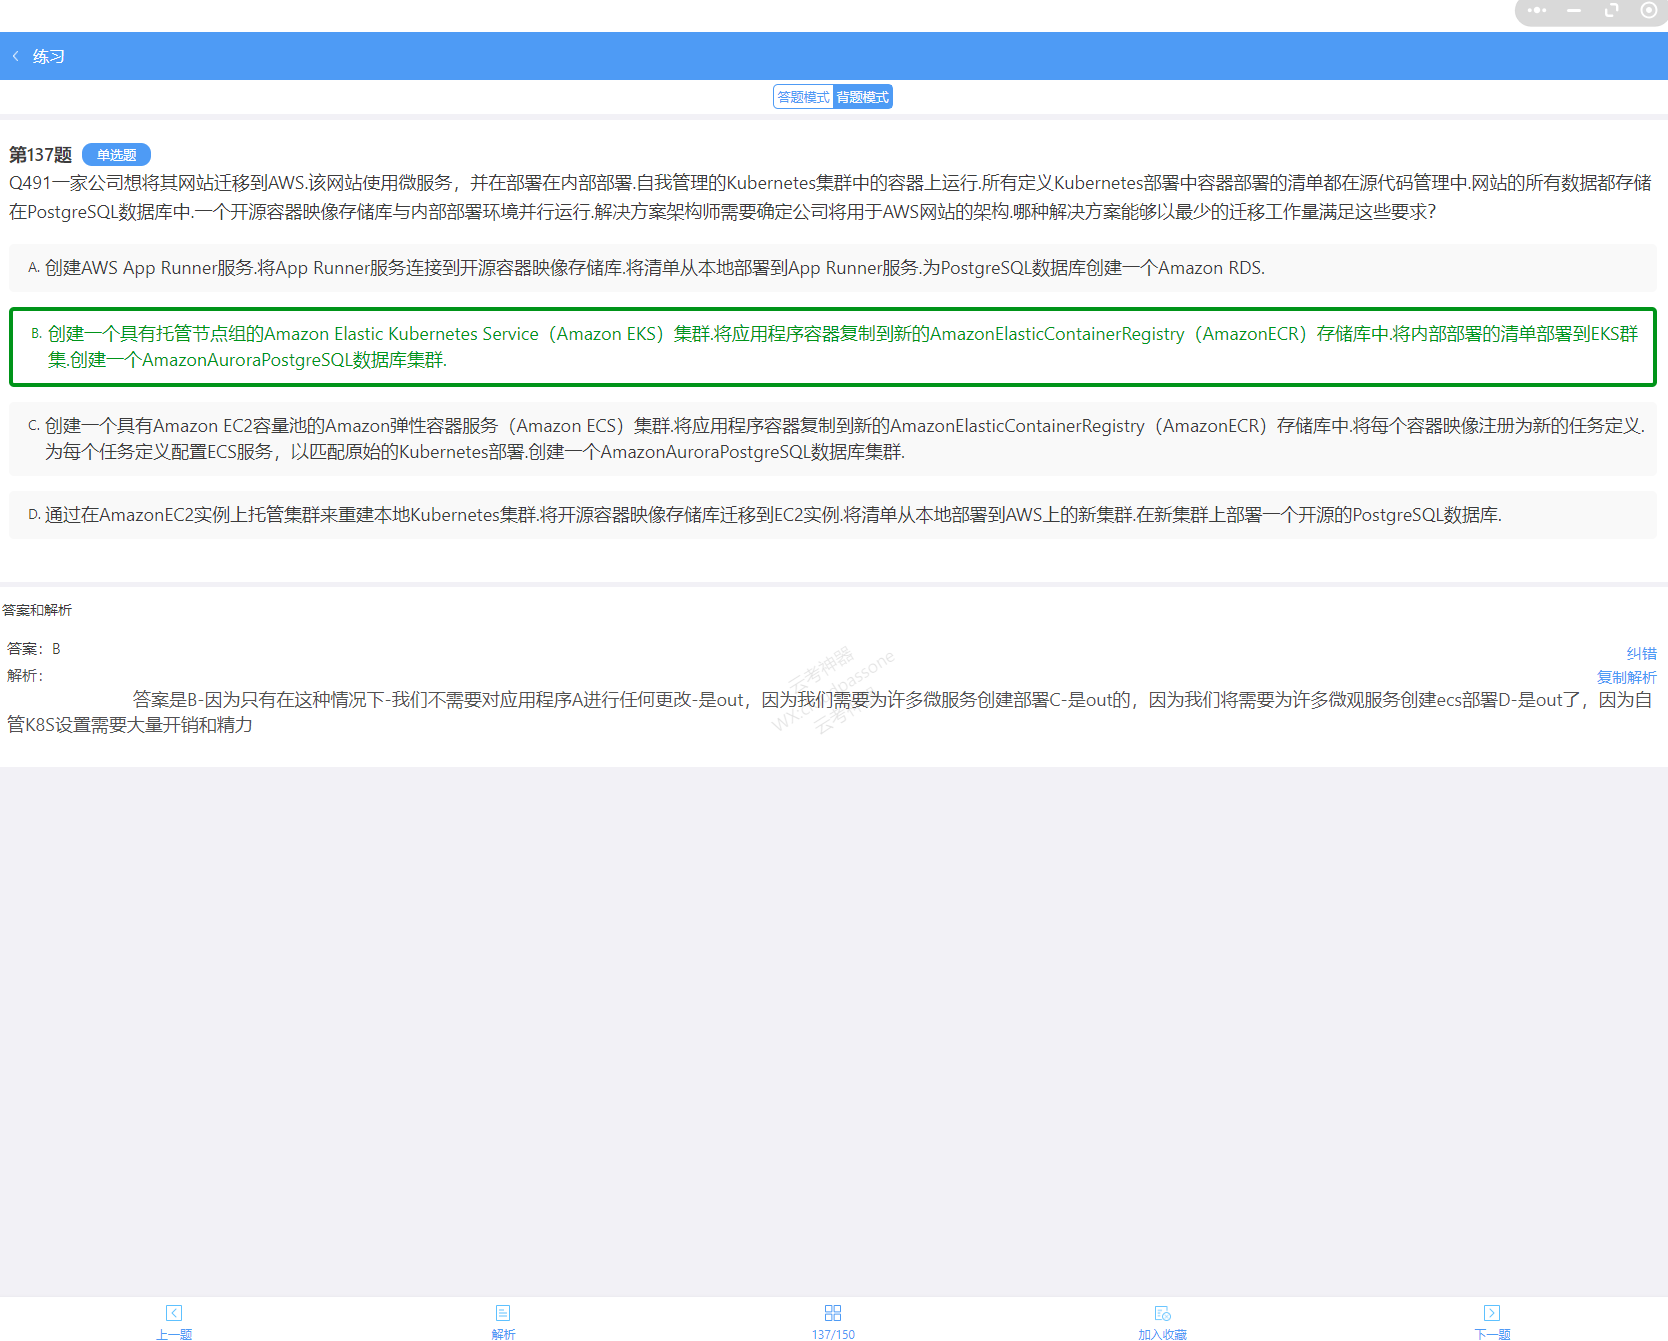 练习
答题模式 背题模式
第137题 单选题
Q491一家公司想将其网站迁移到AWS.该网站使用微服务，并在部署在内部部署.自我管理的Kubernetes集群中的容器上运行.所有定义Kubernetes部署中容器部署的清单都在源代码管理中.网站的所有数据都存储
在PostgreSQL数据库中.一个开源容器映像存储库与内部部署环境并行运行.解决方案架构师需要确定公司将用于AWS网站的架构.哪种解决方案能够以最少的迁移工作量满足这些要求？
A. 创建AWS App Runner服务.将App Runner服务连接到开源容器映像存储库.将清单从本地部署到App Runner服务.为PostgreSQL数据库创建一个Amazon RDS.
B. 创建一个具有托管节点组的Amazon Elastic Kubernetes Service（Amazon EKS）集群.将应用程序容器复制到新的AmazonElasticContainerRegistry（AmazonECR）存储库中.将内部部署的清单部署到EKS群
集.创建一个AmazonAuroraPostgreSQL数据库集群.
C. 创建一个具有Amazon EC2容量池的Amazon弹性容器服务（Amazon ECS）集群.将应用程序容器复制到新的AmazonElasticContainerRegistry（AmazonECR）存储库中.将每个容器映像注册为新的任务定义.
为每个任务定义配置ECS服务，以匹配原始的Kubernetes部署.创建一个AmazonAuroraPostgreSQL数据库集群.
D. 通过在AmazonEC2实例上托管集群来重建本地Kubernetes集群.将开源容器映像存储库迁移到EC2实例.将清单从本地部署到AWS上的新集群.在新集群上部署一个开源的PostgreSQL数据库.
答案和解析
答案：B
纠错
解析：
复制解析
云考神器
答案是B-因为只有在这种情况下-我们不需要对应用程序A进行任何更改-是out，因为我们需要为许多微服务创建部署C-是out的，因为我们将需要为许多微观服务创建ecs部署D-是out了，因为自
管K8S设置需要大量开销和精力
上一题 解析 137/150 加入收藏 下一题